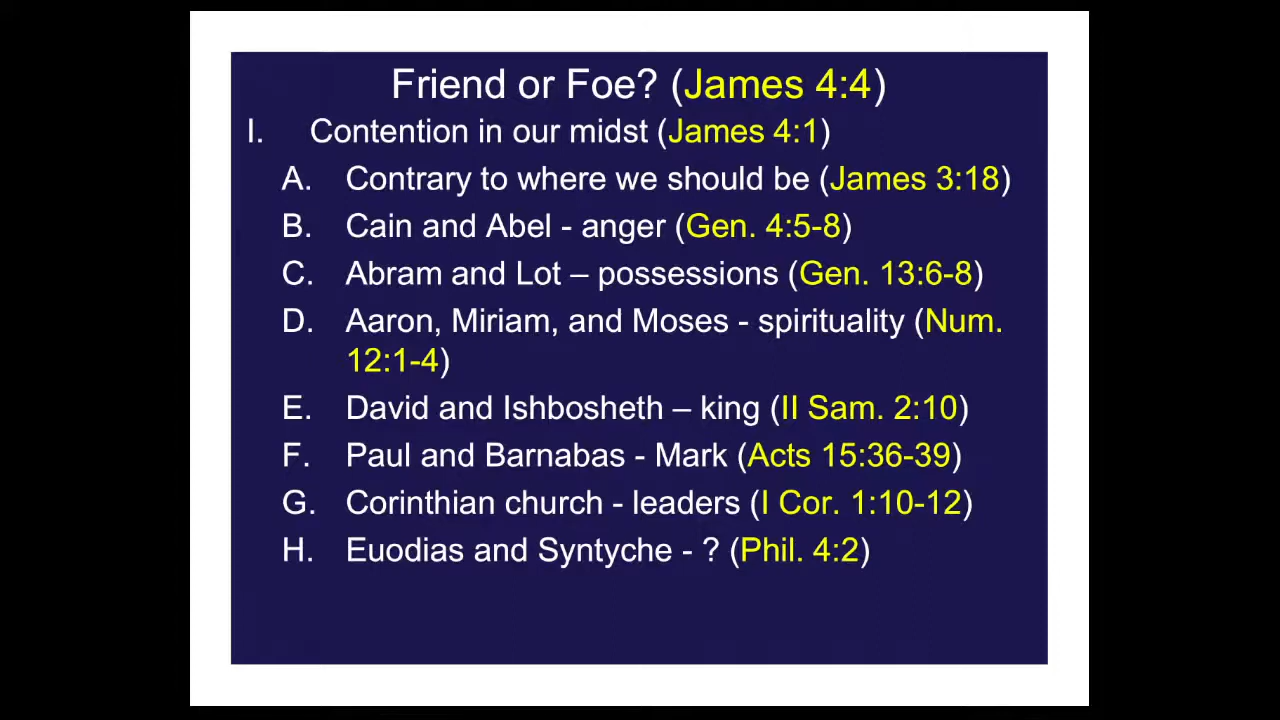 Friend or Foe? (James 4:4)
I. Contention in our midst (James 4:1)
A. Contrary to where we should be (James 3:18)
B. Cain and Abel - anger (Gen. 4:5-8)
C. Abram and Lot – possessions (Gen. 13:6-8)
D. Aaron, Miriam, and Moses - spirituality (Num.
12:1-4)
E. David and Ishbosheth – king (II Sam. 2:10)
F. Paul and Barnabas - Mark (Acts 15:36-39)
G. Corinthian church - leaders (I Cor. 1:10-12)
H. Euodias and Syntyche - ? (Phil. 4:2)